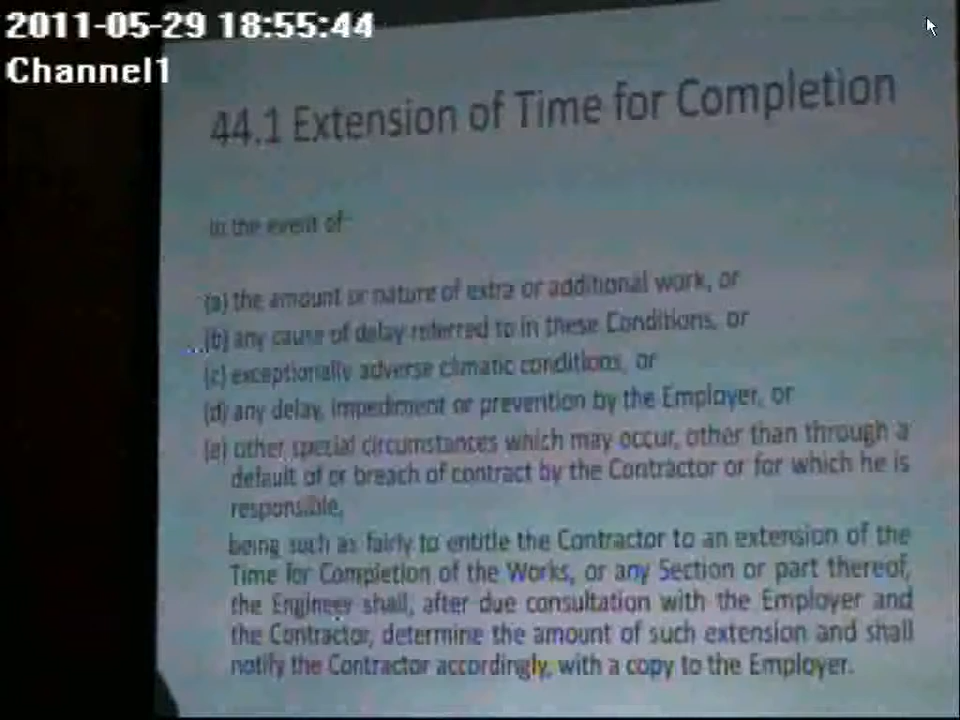 2011-05-29 18:55:44
Channel1
44.1 Extension of Time for Completion
In the event of:
(a) the amount or nature of extra or additional work, or
(b) any cause of delay referred to in these Conditions, or
(c) exceptionally adverse climatic conditions, or
(d) any delay, impediment or prevention by the Employer, or
(e) other special circumstances which may occur, other than through a
default of or breach of contract by the Contractor or for which he is
responsible,
being such as fairly to entitle the Contractor to an extension of the
Time for Completion of the Works, or any Section or part thereof,
the Engineer shall, after due consultation with the Employer and
the Contractor, determine the amount of such extension and shall
notify the Contractor accordingly, with a copy to the Employer.